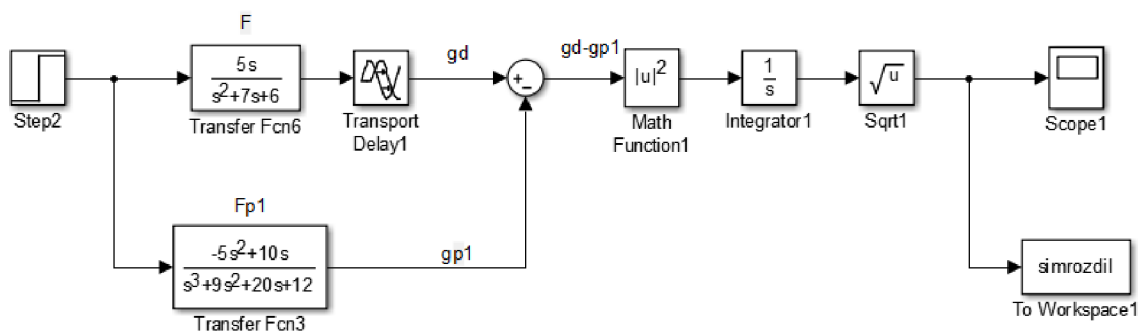 F
5s
s²+7s+6
gd
gd-gp1
+
-
|u|²
1
s
√u
Step2
Transfer Fcn6
Transport
Delay1
Math
Function1
Integrator1
Sqrt1
Scope1
Fp1
-5s²+10s
s³+9s²+20s+12
gp1
Transfer Fcn3
simrozdil
To Workspace1